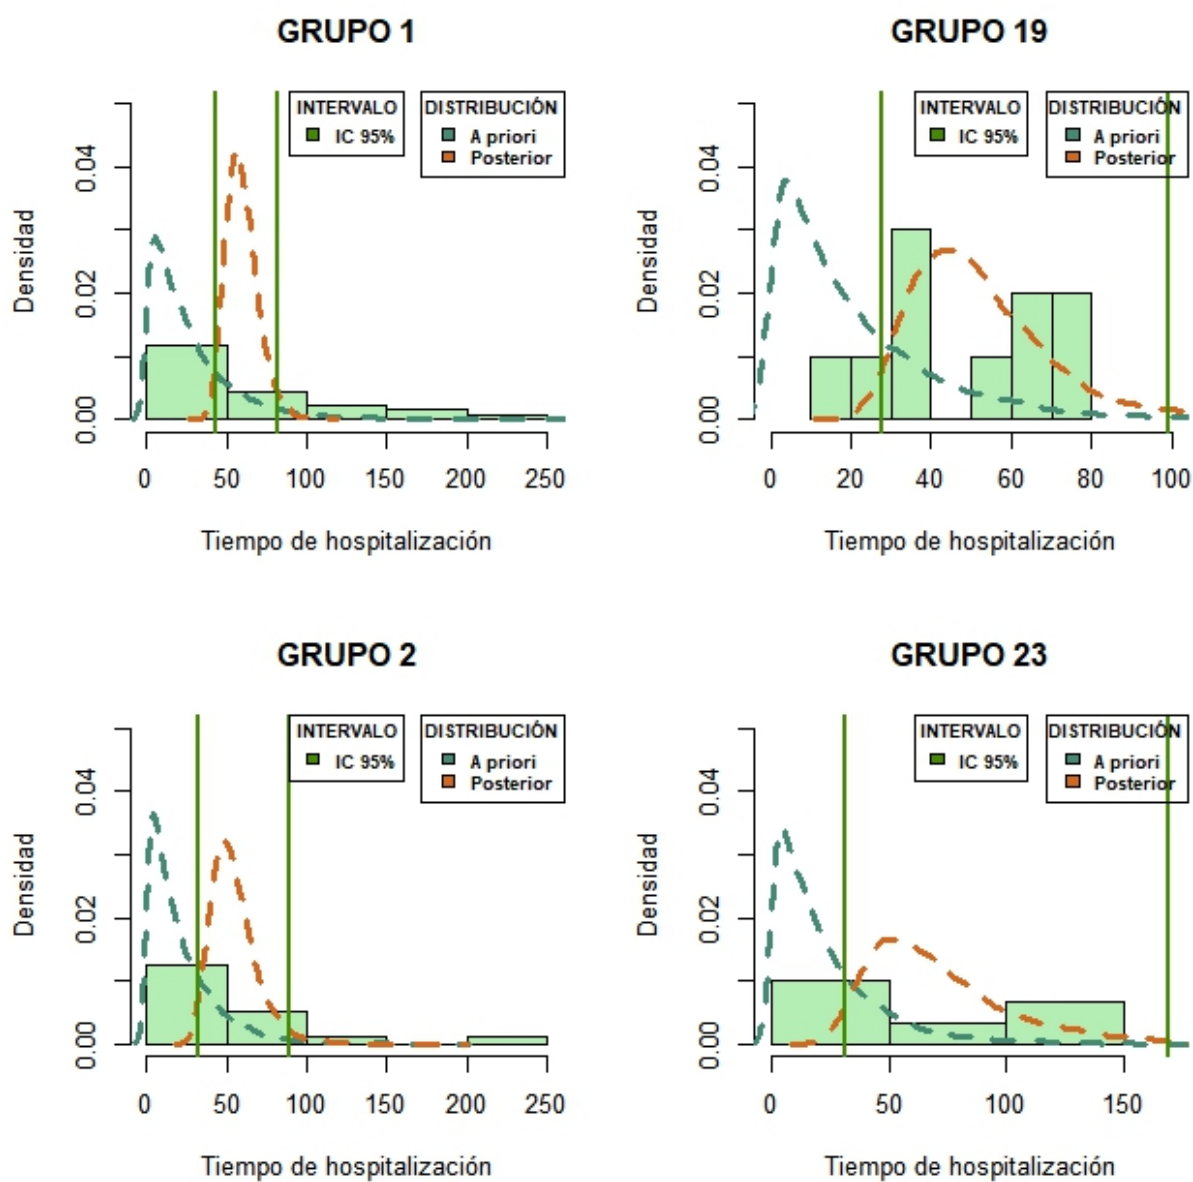 GRUPO 1
INTERVALO
IC 95%
DISTRIBUCIÓN
A priori
Posterior
Densidad
0.00
0.02
0.04
0 50 100 150 200 250
Tiempo de hospitalización
GRUPO 19
INTERVALO
IC 95%
DISTRIBUCIÓN
A priori
Posterior
Densidad
0.00
0.02
0.04
0 20 40 60 80 100
Tiempo de hospitalización
GRUPO 2
INTERVALO
IC 95%
DISTRIBUCIÓN
A priori
Posterior
Densidad
0.00
0.02
0.04
0 50 100 150 200 250
Tiempo de hospitalización
GRUPO 23
INTERVALO
IC 95%
DISTRIBUCIÓN
A priori
Posterior
Densidad
0.00
0.02
0.04
0 50 100 150
Tiempo de hospitalización